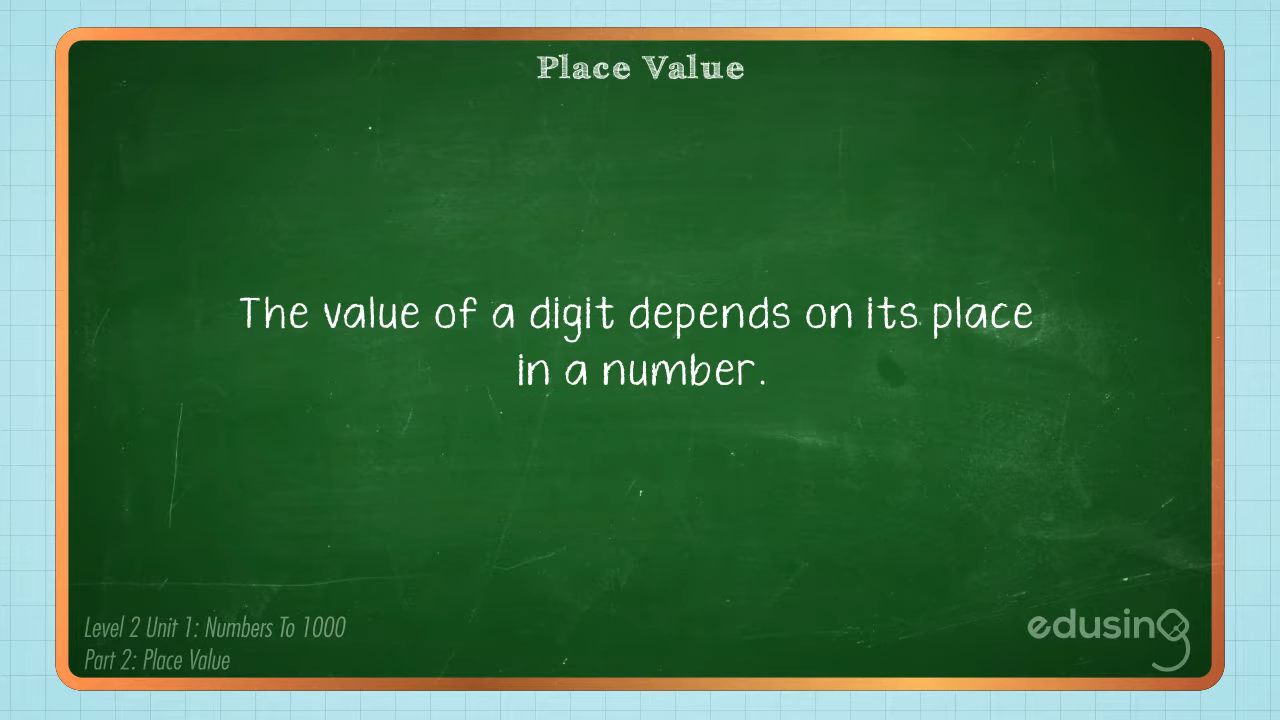 Place Value
The value of a digit depends on its place
in a number.
Level 2 Unit 1: Numbers To 1000
Part 2: Place Value
edusing